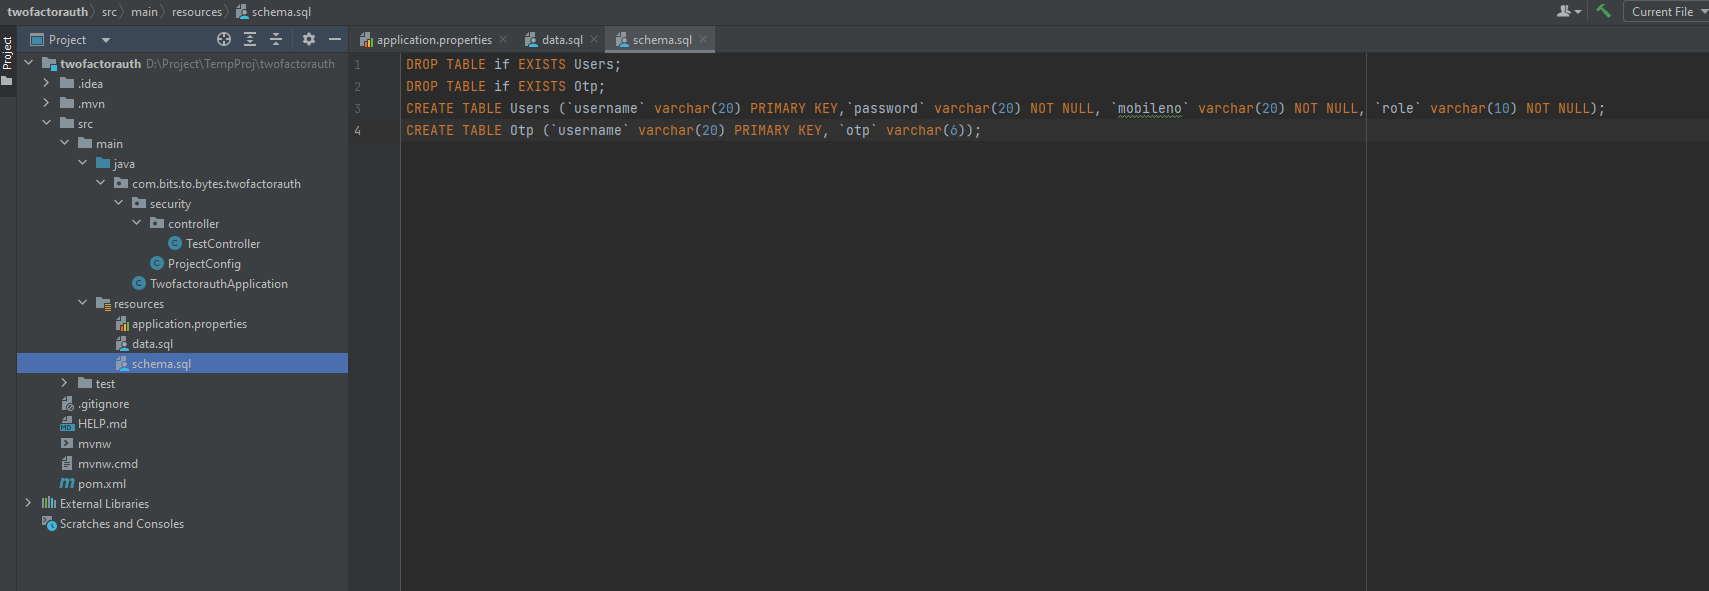 twofactorauth src main resources schema.sql
Current File
Project
Project
application.properties data.sql schema.sql
twofactorauth D:\Project\TempProj\twofactorauth
.idea
.mvn
src
main
java
com.bits.to.bytes.twofactorauth
security
controller
TestController
ProjectConfig
TwofactorauthApplication
resources
application.properties
data.sql
schema.sql
test
.gitignore
HELP.md
mvnw
mvnw.cmd
pom.xml
External Libraries
Scratches and Consoles
1 DROP TABLE if EXISTS Users;
2 DROP TABLE if EXISTS Otp;
3 CREATE TABLE Users (`username` varchar(20) PRIMARY KEY,`password` varchar(20) NOT NULL, `mobileno` varchar(20) NOT NULL, `role` varchar(10) NOT NULL);
4 CREATE TABLE Otp (`username` varchar(20) PRIMARY KEY, `otp` varchar(6));